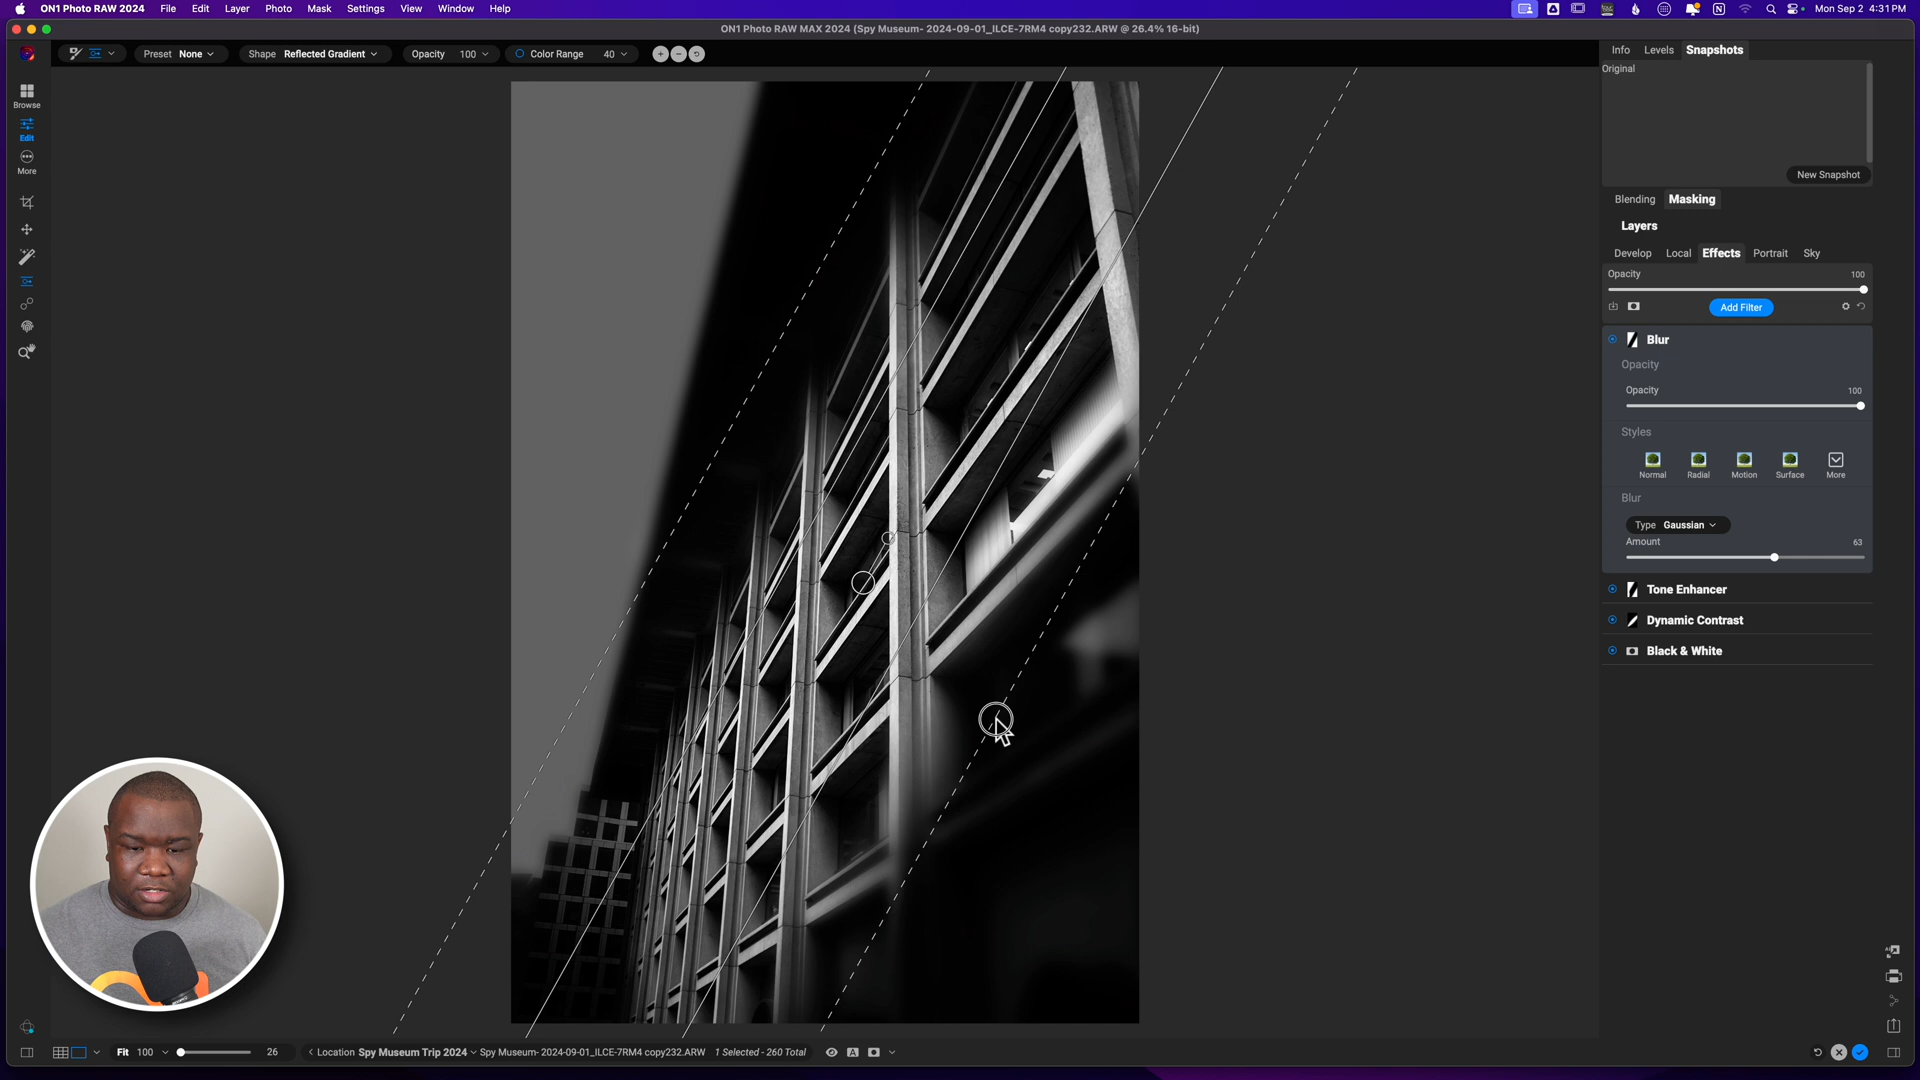 ON1 Photo RAW 2024 File Edit Layer Photo Mask Settings View Window Help Mon Sep 2 4:31 PM
ON1 Photo RAW MAX 2024 (Spy Museum- 2024-09-01_ILCE-7RM4 copy232.ARW @ 26.4% 16-bit)
Preset None Shape Reflected Gradient Opacity 100 Color Range 40
Info Levels Snapshots
Original
New Snapshot
Browse
Edit
More
Blending Masking
Layers
Develop Local Effects Portrait Sky
Opacity 100
Add Filter
Blur
Opacity
Opacity 100
Styles
Normal Radial Motion Surface More
Blur
Type Gaussian
Amount 63
Tone Enhancer
Dynamic Contrast
Black & White
Fit 100 26 Location Spy Museum Trip 2024 Spy Museum- 2024-09-01_ILCE-7RM4 copy232.ARW 1 Selected - 260 Total